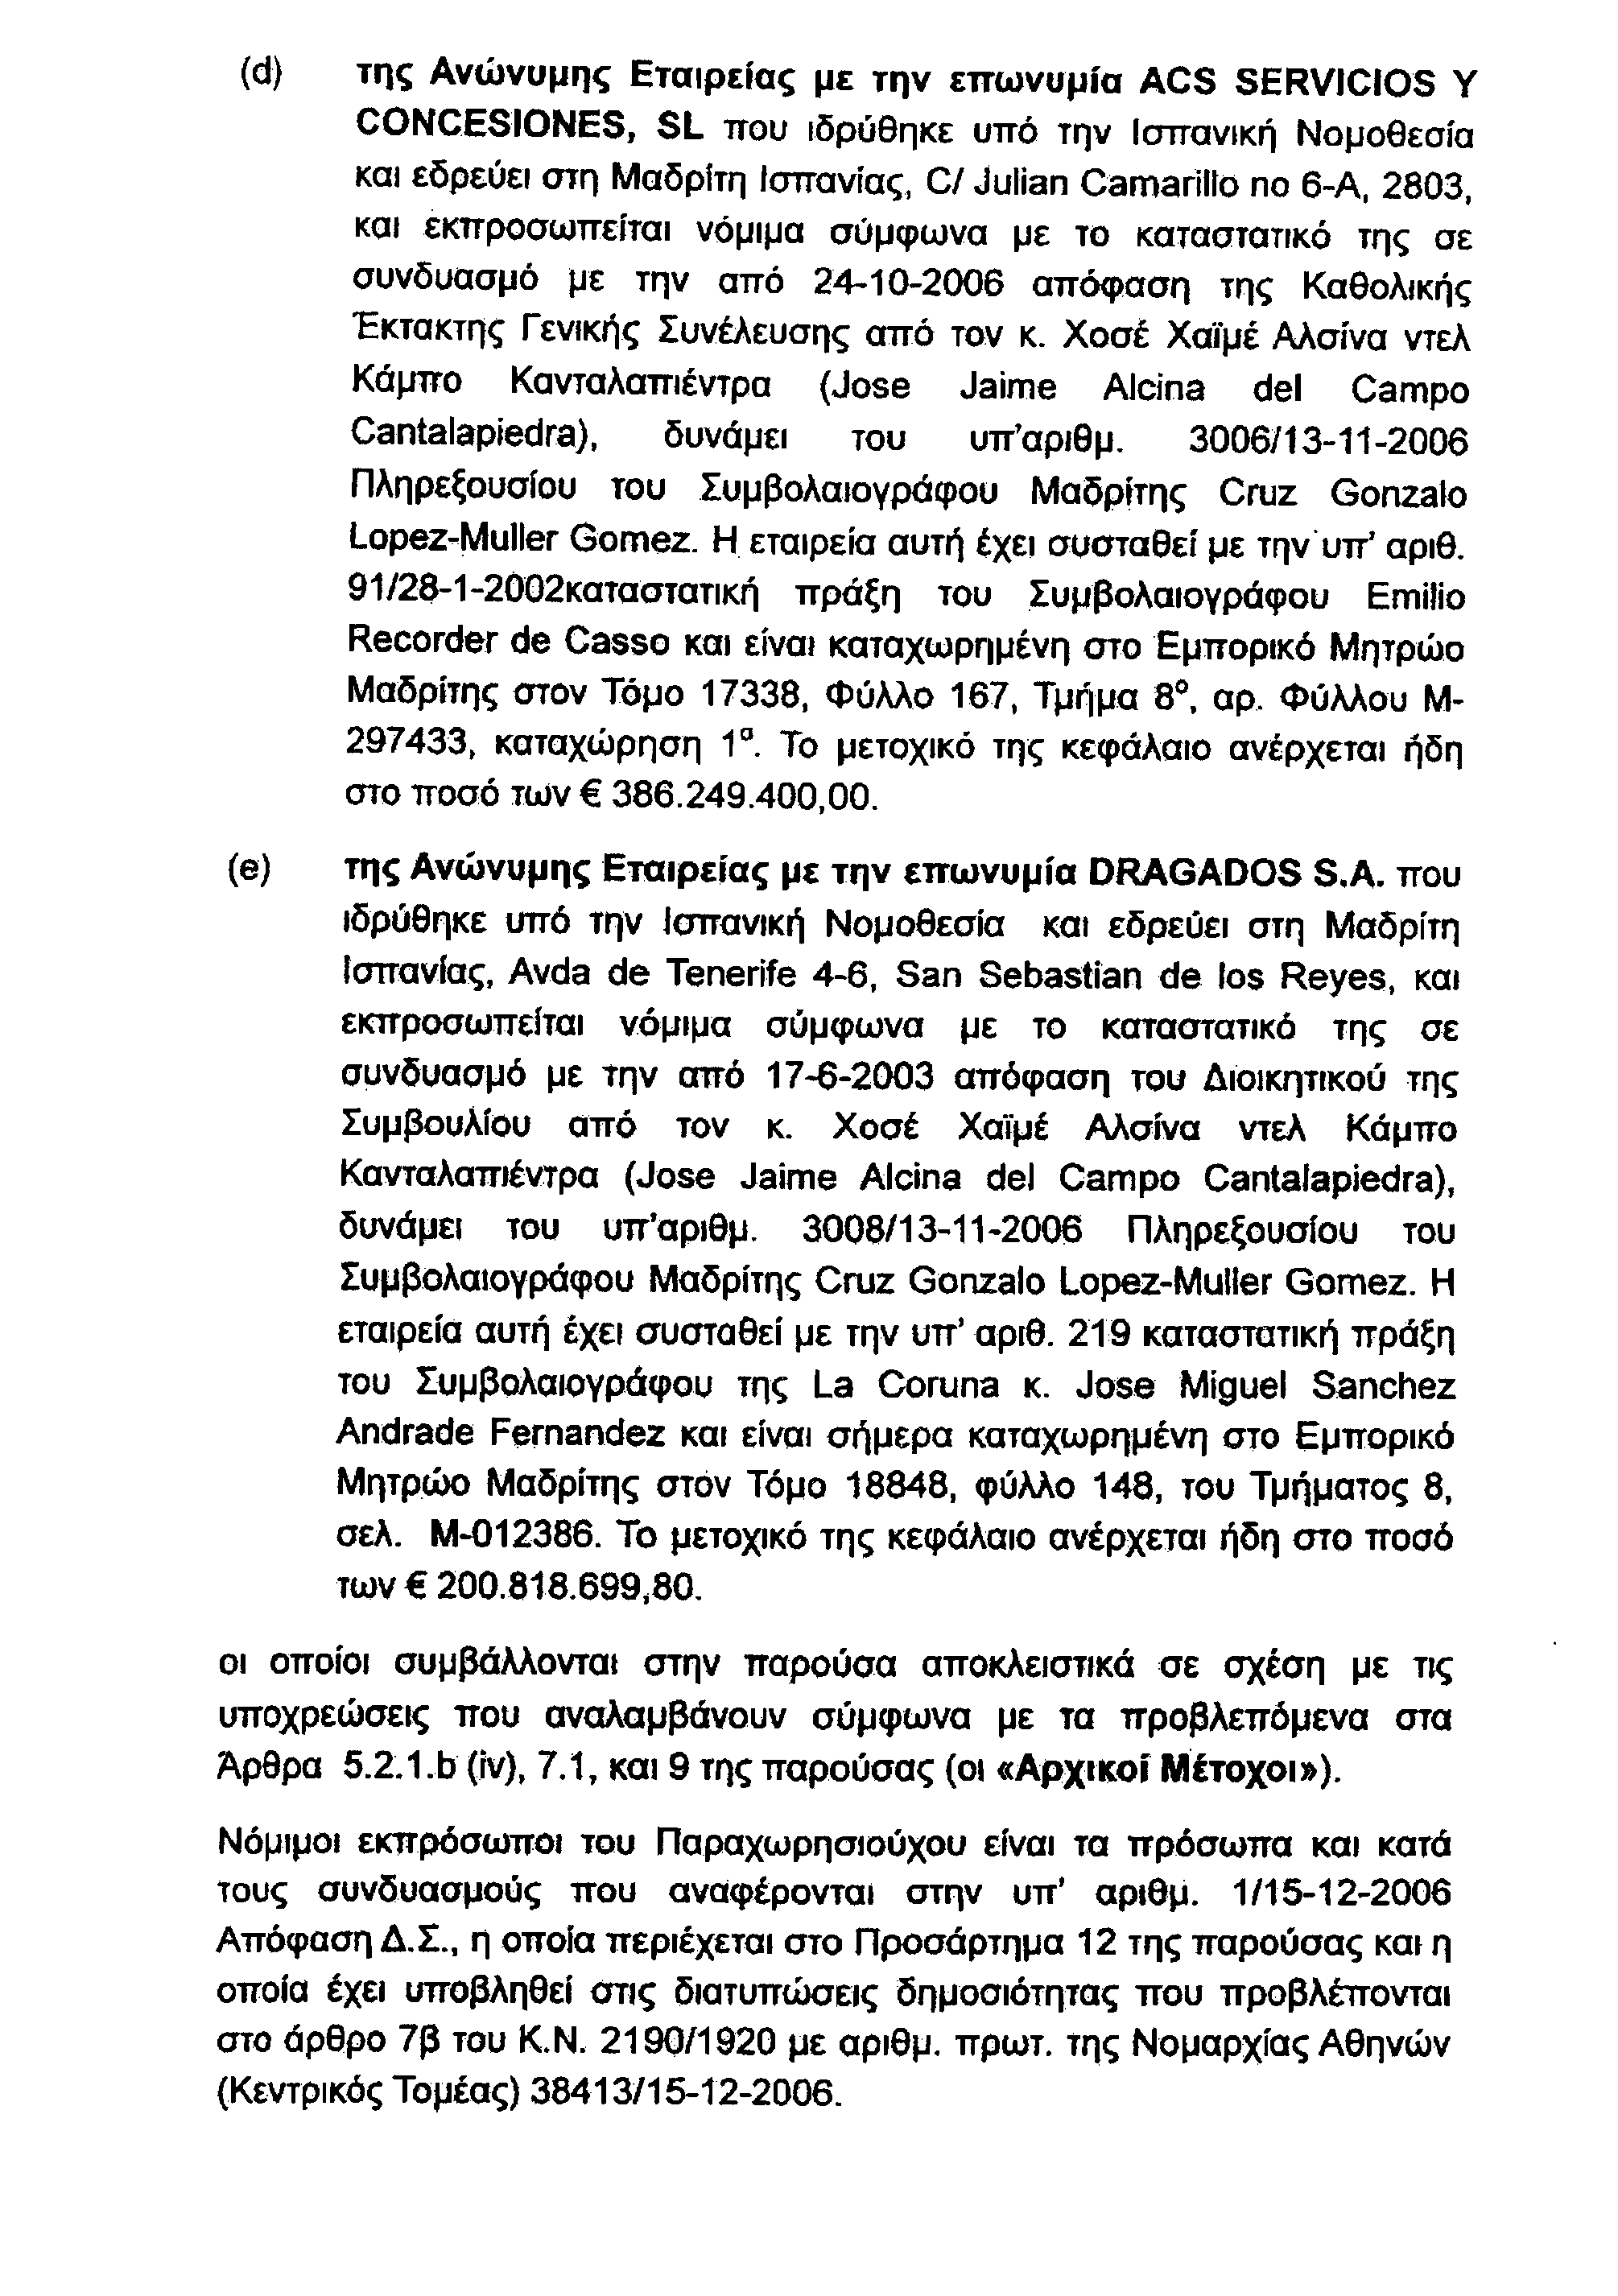 (d) της Ανώνυμης Εταιρείας με την επωνυμία ACS SERVICIOS Y
CONCESIONES, SL που ιδρύθηκε υπό την Ισπανική Νομοθεσία
και εδρεύει στη Μαδρίτη Ισπανίας, C/ Julian Camarillo no 6-A, 2803,
και εκπροσωπείται νόμιμα σύμφωνα με το καταστατικό της σε
συνδυασμό με την από 24-10-2006 απόφαση της Καθολικής
Έκτακτης Γενικής Συνέλευσης από τον κ. Χοσέ Χαϊμέ Αλσίνα ντελ
Κάμπο Κανταλαπιέντρα (Jose Jaime Alcina del Campo
Cantalapiedra), δυνάμει του υπ'αριθμ. 3006/13-11-2006
Πληρεξουσίου του Συμβολαιογράφου Μαδρίτης Cruz Gonzalo
Lopez-Muller Gomez. Η εταιρεία αυτή έχει συσταθεί με την υπ' αριθ.
91/28-1-2002καταστατική πράξη του Συμβολαιογράφου Emilio
Recorder de Casso και είναι καταχωρημένη στο Εμπορικό Μητρώο
Μαδρίτης στον Τόμο 17338, Φύλλο 167, Τμήμα 8º, αρ. Φύλλου M-
297433, καταχώρηση 1ª. Το μετοχικό της κεφάλαιο ανέρχεται ήδη
στο ποσό των € 386.249.400,00.
(e) της Ανώνυμης Εταιρείας με την επωνυμία DRAGADOS S.A. που
ιδρύθηκε υπό την Ισπανική Νομοθεσία και εδρεύει στη Μαδρίτη
Ισπανίας, Avda de Tenerife 4-6, San Sebastian de los Reyes, και
εκπροσωπείται νόμιμα σύμφωνα με το καταστατικό της σε
συνδυασμό με την από 17-6-2003 απόφαση του Διοικητικού της
Συμβουλίου από τον κ. Χοσέ Χαϊμέ Αλσίνα ντελ Κάμπο
Κανταλαπιέντρα (Jose Jaime Alcina del Campo Cantalapiedra),
δυνάμει του υπ'αριθμ. 3008/13-11-2006 Πληρεξουσίου του
Συμβολαιογράφου Μαδρίτης Cruz Gonzalo Lopez-Muller Gomez. Η
εταιρεία αυτή έχει συσταθεί με την υπ' αριθ. 219 καταστατική πράξη
του Συμβολαιογράφου της La Coruna κ. Jose Miguel Sanchez
Andrade Fernandez και είναι σήμερα καταχωρημένη στο Εμπορικό
Μητρώο Μαδρίτης στον Τόμο 18848, φύλλο 148, του Τμήματος 8,
σελ. M-012386. Το μετοχικό της κεφάλαιο ανέρχεται ήδη στο ποσό
των € 200.818.699,80.
οι οποίοι συμβάλλονται στην παρούσα αποκλειστικά σε σχέση με τις
υποχρεώσεις που αναλαμβάνουν σύμφωνα με τα προβλεπόμενα στα
Άρθρα 5.2.1.b (iv), 7.1, και 9 της παρούσας (οι «Αρχικοί Μέτοχοι»).
Νόμιμοι εκπρόσωποι του Παραχωρησιούχου είναι τα πρόσωπα και κατά
τους συνδυασμούς που αναφέρονται στην υπ' αριθμ. 1/15-12-2006
Απόφαση Δ.Σ., η οποία περιέχεται στο Προσάρτημα 12 της παρούσας και η
οποία έχει υποβληθεί στις διατυπώσεις δημοσιότητας που προβλέπονται
στο άρθρο 7β του Κ.Ν. 2190/1920 με αριθμ. πρωτ. της Νομαρχίας Αθηνών
(Κεντρικός Τομέας) 38413/15-12-2006.